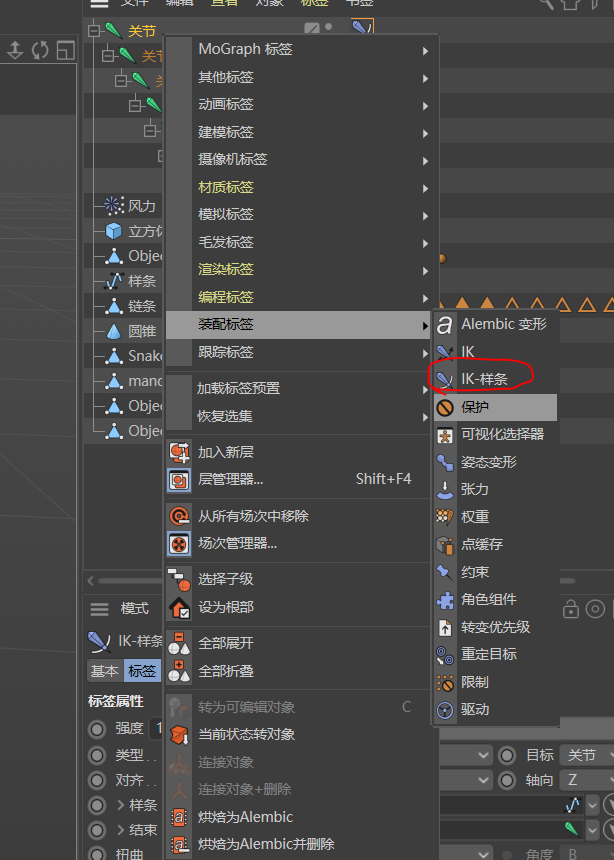 文件 编辑 查看 对象 标签 书签
关节
关节
MoGraph 标签
其他标签
动画标签
建模标签
摄像机标签
材质标签
模拟标签
毛发标签
渲染标签
编程标签
装配标签
跟踪标签
加载标签预置
恢复选集
加入新层
层管理器... Shift+F4
从所有场次中移除
场次管理器...
选择子级
设为根部
全部展开
全部折叠
转为可编辑对象 C
当前状态转对象
连接对象
连接对象+删除
烘焙为Alembic
烘焙为Alembic并删除
风力
立方体
Objec
样条
链条
圆锥
Snake
mand
Objec
Objec
Alembic 变形
IK
IK-样条
保护
可视化选择器
姿态变形
张力
权重
点缓存
约束
角色组件
转变优先级
重定目标
限制
驱动
模式
IK-样条
基本 标签
标签属性
强度 1
类型 . .
对齐 . .
样条
结束
扭曲
目标 关节
轴向 Z
角度 B